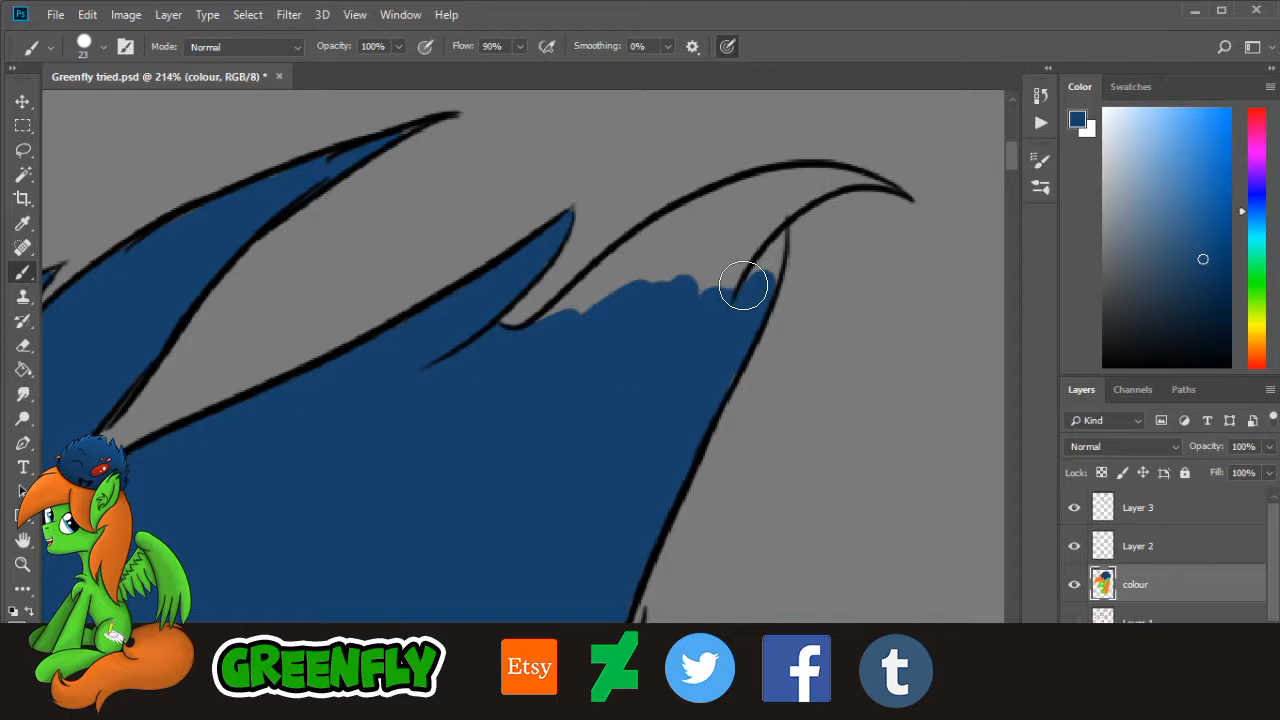 Ps File Edit Image Layer Type Select Filter 3D View Window Help
23 Mode: Normal Opacity: 100% Flow: 90% Smoothing: 0%
Greenfly tried.psd @ 214% (colour, RGB/8) * ×
Color Swatches
Layers Channels Paths
Kind
Normal Opacity: 100%
Lock: Fill: 100%
Layer 3
Layer 2
colour
GREENFLY Etsy f t